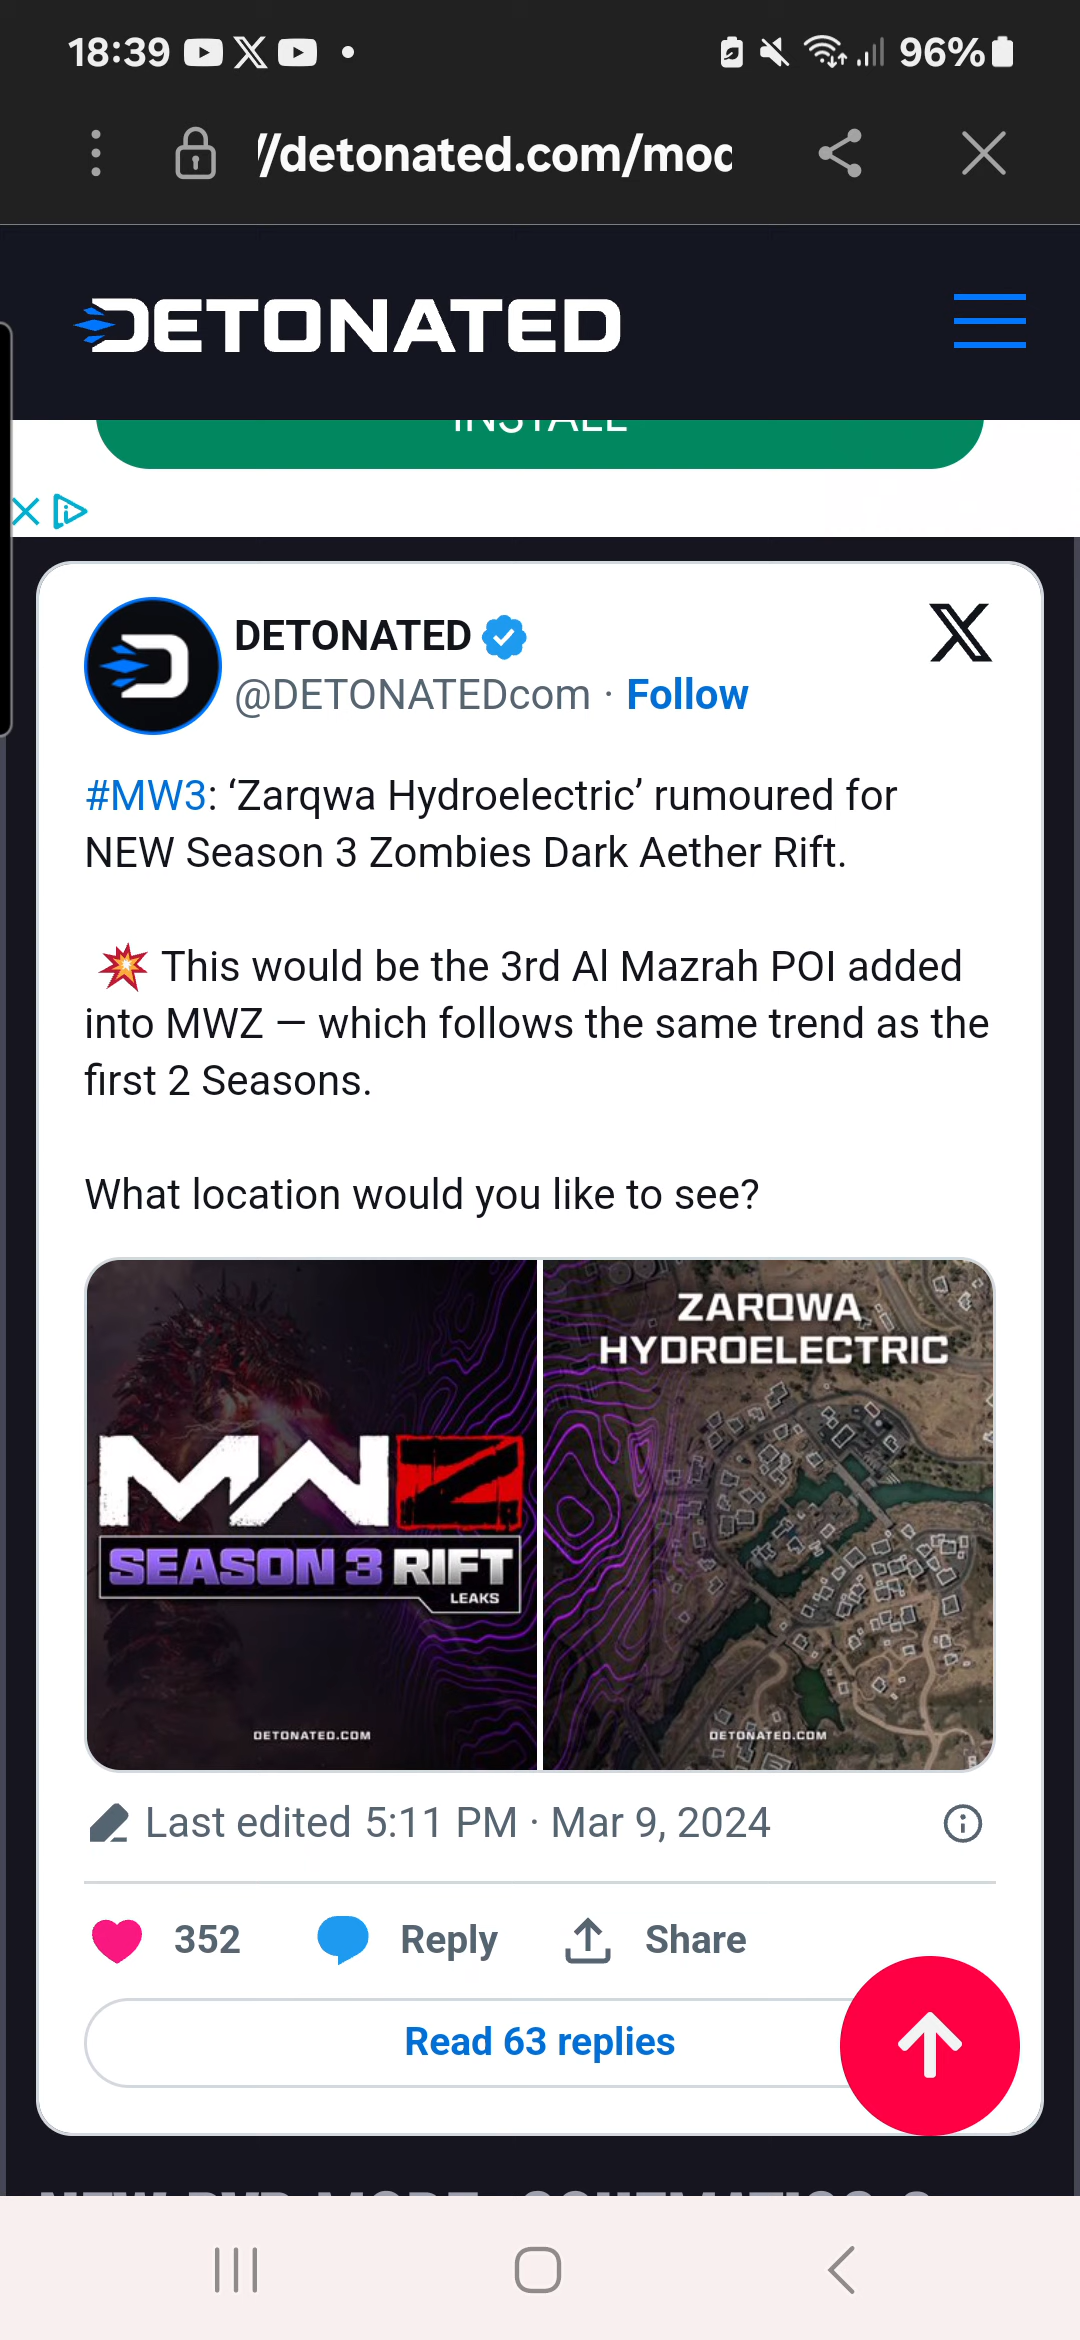 18:39
96%
//detonated.com/mod
DETONATED
INSTALL
DETONATED
@DETONATEDcom · Follow
#MW3: ‘Zarqwa Hydroelectric’ rumoured for
NEW Season 3 Zombies Dark Aether Rift.
💥 This would be the 3rd Al Mazrah POI added
into MWZ — which follows the same trend as the
first 2 Seasons.
What location would you like to see?
MWZ
SEASON 3 RIFT
LEAKS
DETONATED.COM
ZARQWA
HYDROELECTRIC
DETONATED.COM
Last edited 5:11 PM · Mar 9, 2024
352 Reply Share
Read 63 replies